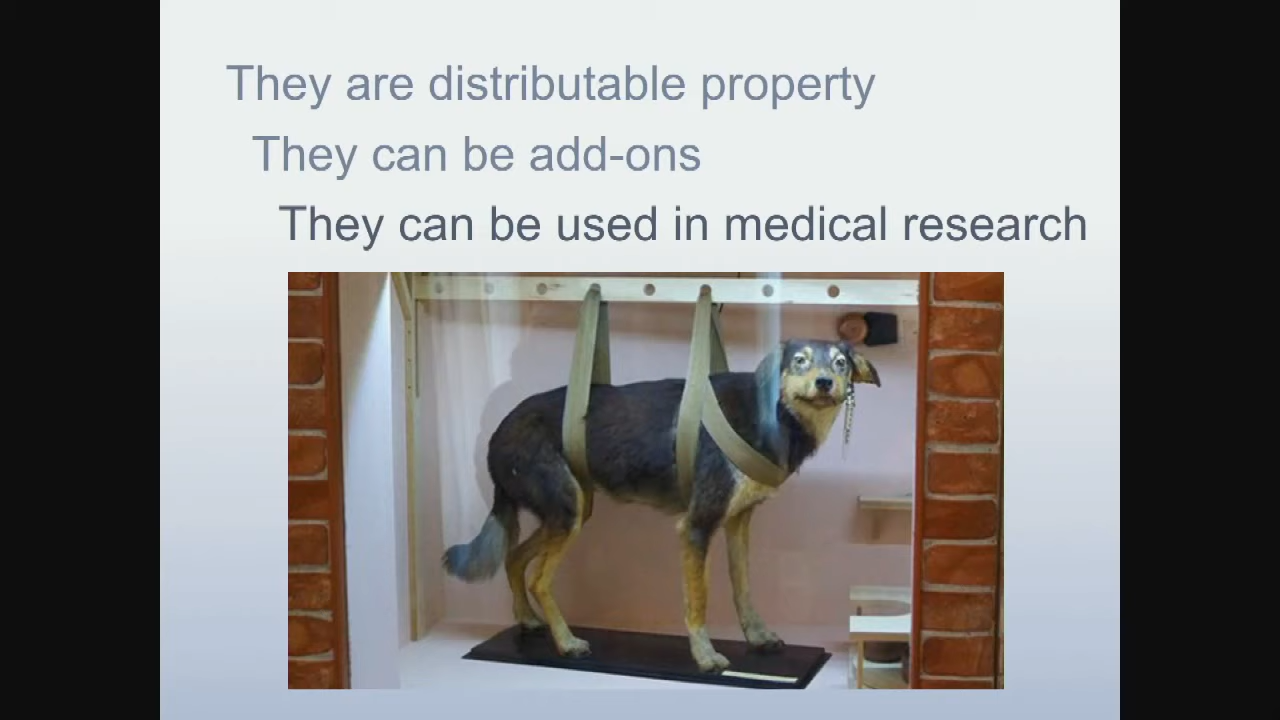 They are distributable property
They can be add-ons
They can be used in medical research